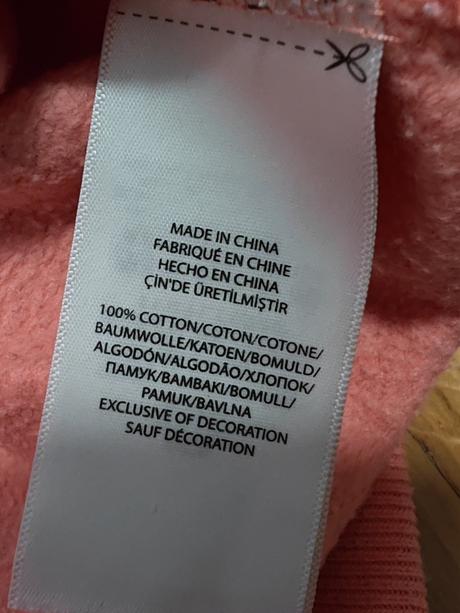 MADE IN CHINA
FABRIQUÉ EN CHINE
HECHO EN CHINA
ÇİN'DE ÜRETİLMİŞTİR
100% COTTON/COTON/COTONE/
BAUMWOLLE/KATOEN/BOMULD/
ALGODÓN/ALGODÃO/ХЛОПОК/
ПАМУК/BAMBAKI/BOMULL/
PAMUK/BAVLNA
EXCLUSIVE OF DECORATION
SAUF DÉCORATION